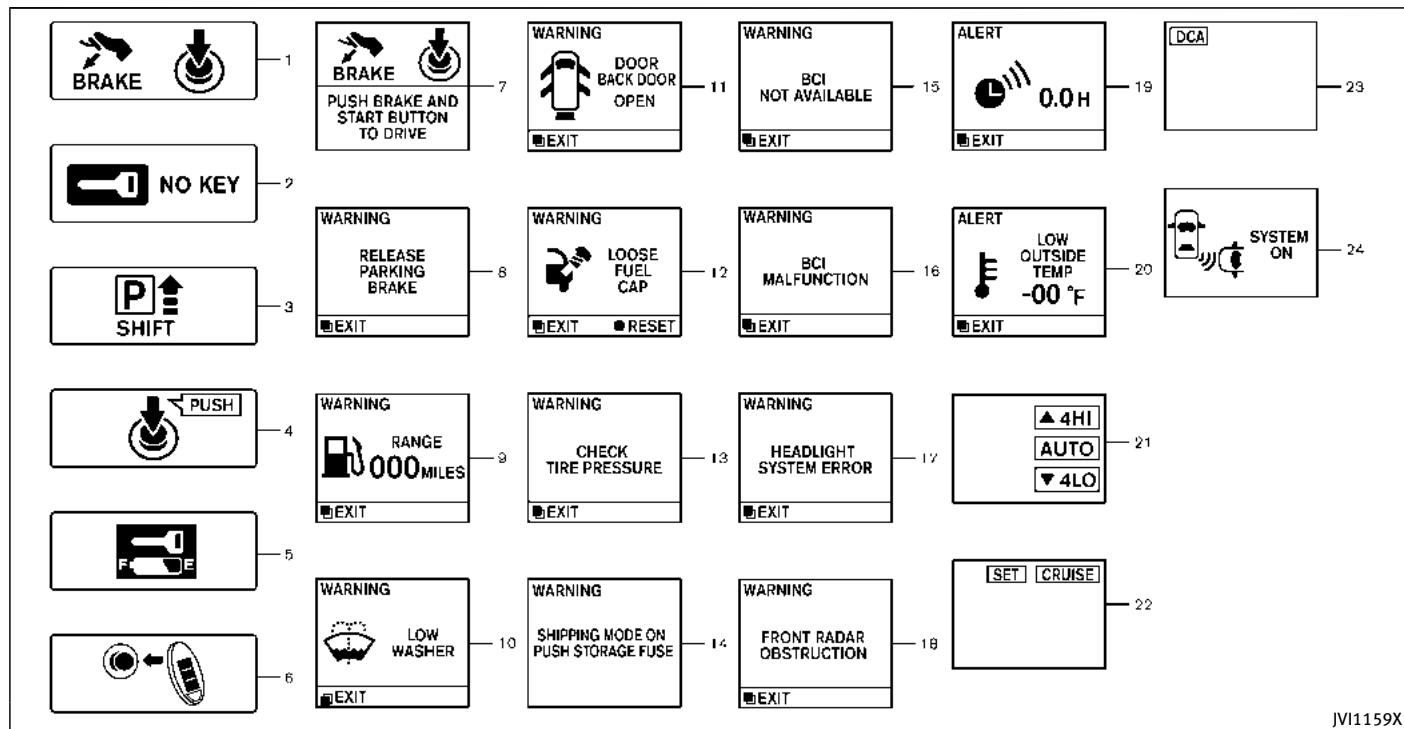 BRAKE
1
NO KEY
2
P
SHIFT
3
PUSH
4
F E
5
6
BRAKE
PUSH BRAKE AND
START BUTTON
TO DRIVE
7
WARNING
RELEASE
PARKING
BRAKE
EXIT
8
WARNING
RANGE
000 MILES
EXIT
9
WARNING
LOW
WASHER
EXIT
10
WARNING
DOOR
BACK DOOR
OPEN
EXIT
11
WARNING
LOOSE
FUEL
CAP
EXIT RESET
12
WARNING
CHECK
TIRE PRESSURE
EXIT
13
WARNING
SHIPPING MODE ON
PUSH STORAGE FUSE
14
WARNING
BCI
NOT AVAILABLE
EXIT
15
WARNING
BCI
MALFUNCTION
EXIT
16
WARNING
HEADLIGHT
SYSTEM ERROR
EXIT
17
WARNING
FRONT RADAR
OBSTRUCTION
EXIT
18
ALERT
0.0 H
EXIT
19
ALERT
LOW
OUTSIDE
TEMP
-00 °F
EXIT
20
▲ 4HI
AUTO
▼ 4LO
21
SET CRUISE
22
DCA
23
SYSTEM
ON
24
JVI1159X